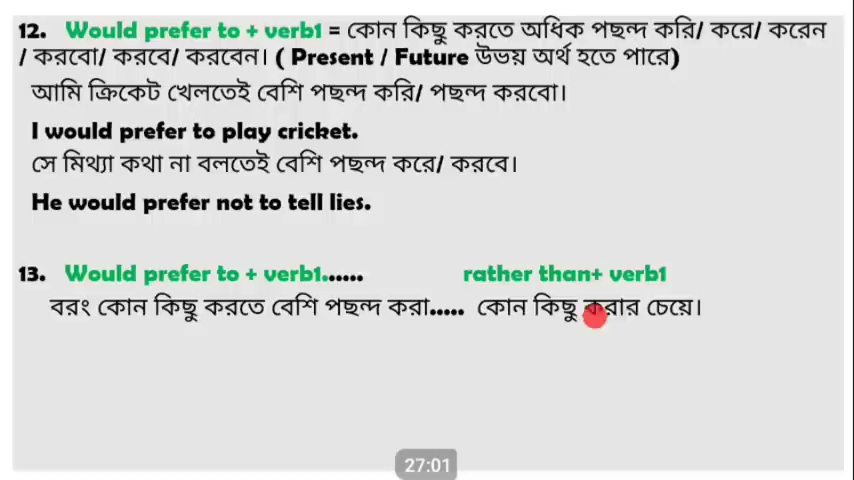 12. Would prefer to + verb1 = কোন কিছু করতে অধিক পছন্দ করি/ করে/ করেন
/ করবো/ করবে/ করবেন। ( Present / Future উভয় অর্থ হতে পারে)
আমি ক্রিকেট খেলতেই বেশি পছন্দ করি/ পছন্দ করবো।
I would prefer to play cricket.
সে মিথ্যা কথা না বলতেই বেশি পছন্দ করে/ করবে।
He would prefer not to tell lies.
13. Would prefer to + verb1...... rather than+ verb1
বরং কোন কিছু করতে বেশি পছন্দ করা..... কোন কিছু করার চেয়ে।
27:01